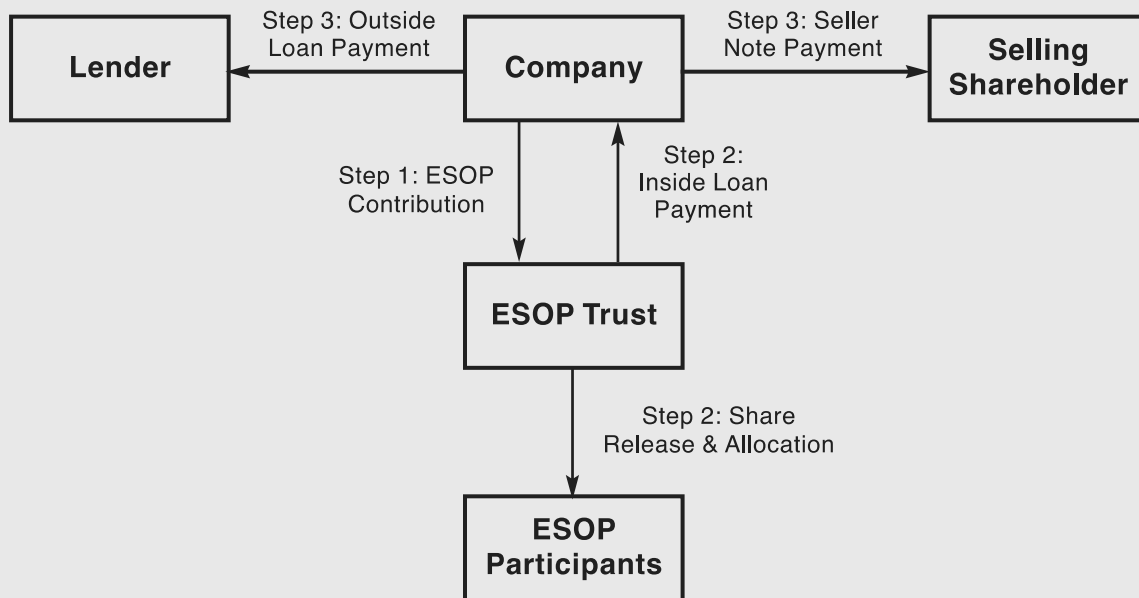 Step 3: Outside
Loan Payment
Step 3: Seller
Note Payment
Lender
Company
Selling
Shareholder
Step 1: ESOP
Contribution
Step 2:
Inside Loan
Payment
ESOP Trust
Step 2: Share
Release & Allocation
ESOP
Participants